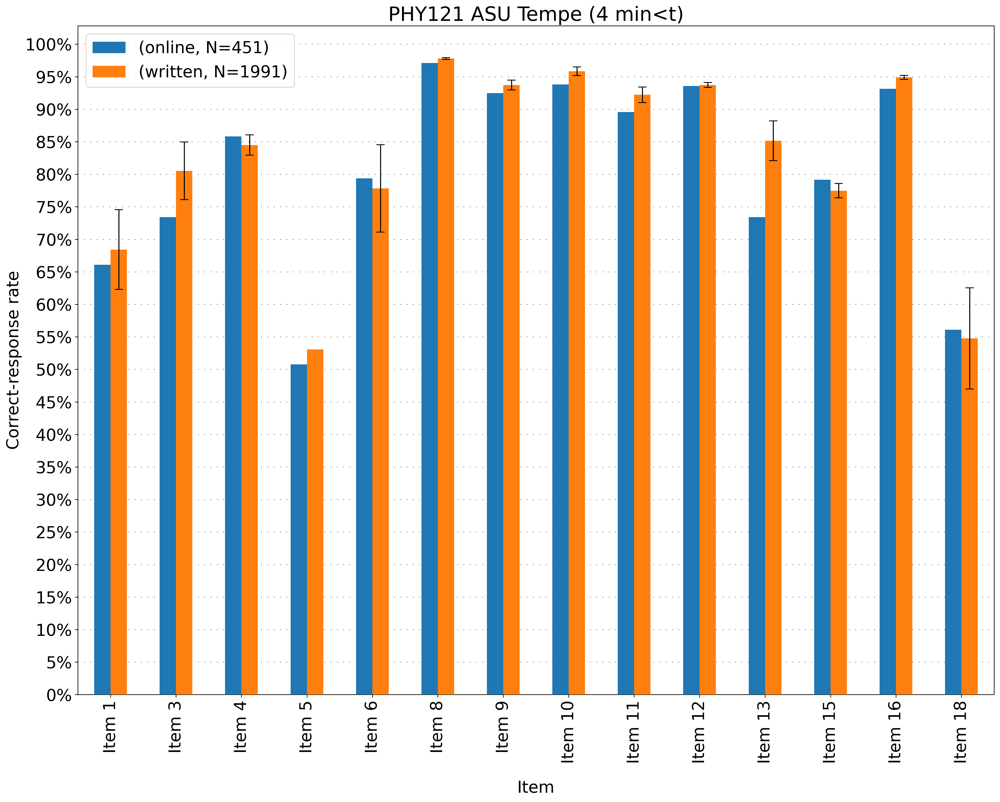 PHY121 ASU Tempe (4 min<t)
(online, N=451)
(written, N=1991)
Correct-response rate
100%
95%
90%
85%
80%
75%
70%
65%
60%
55%
50%
45%
40%
35%
30%
25%
20%
15%
10%
5%
0%
Item 1
Item 3
Item 4
Item 5
Item 6
Item 8
Item 9
Item 10
Item 11
Item 12
Item 13
Item 15
Item 16
Item 18
Item